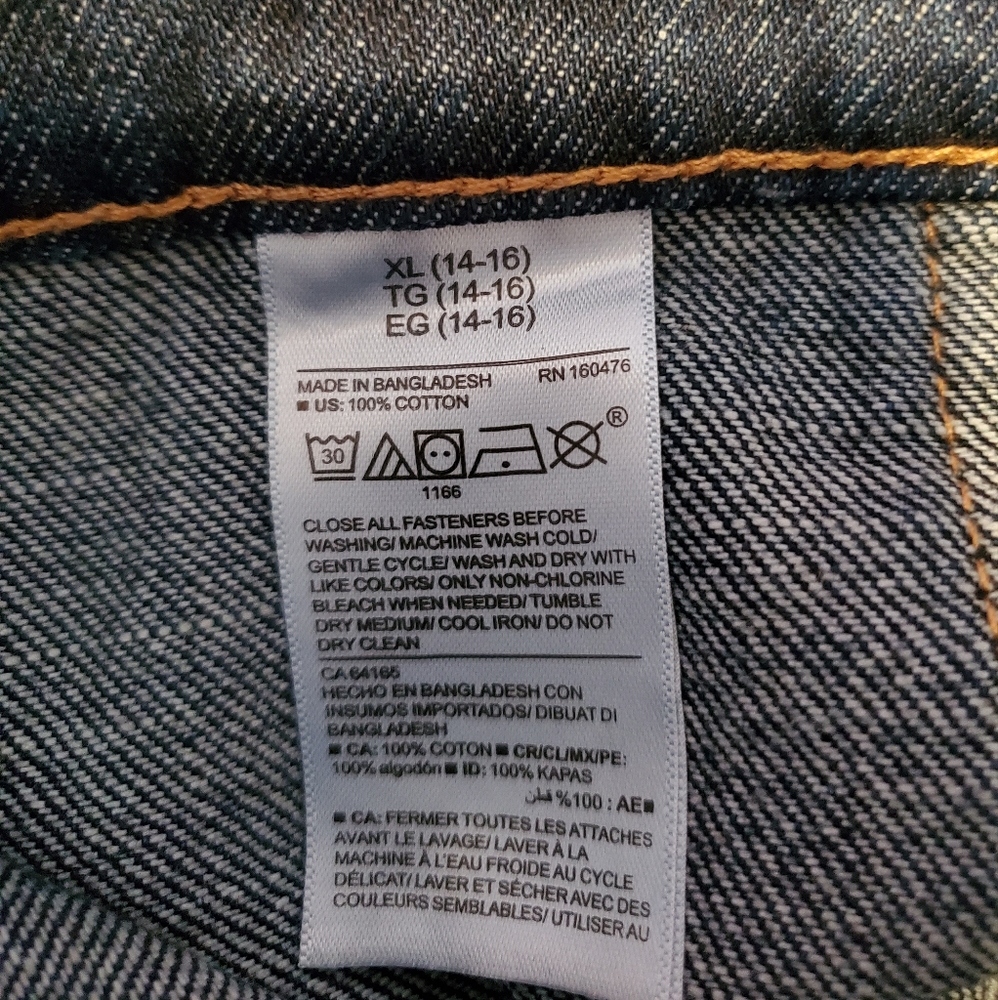 XL (14-16)
TG (14-16)
EG (14-16)
MADE IN BANGLADESH RN 160476
■ US: 100% COTTON
30 ®
1166
CLOSE ALL FASTENERS BEFORE
WASHING/ MACHINE WASH COLD/
GENTLE CYCLE/ WASH AND DRY WITH
LIKE COLORS/ ONLY NON-CHLORINE
BLEACH WHEN NEEDED/ TUMBLE
DRY MEDIUM/ COOL IRON/ DO NOT
DRY CLEAN
CA 64165
HECHO EN BANGLADESH CON
INSUMOS IMPORTADOS/ DIBUAT DI
BANGLADESH
■ CA: 100% COTON ■ CR/CL/MX/PE:
100% algodón ■ ID: 100% KAPAS
■AE : 100% قطن
■ CA: FERMER TOUTES LES ATTACHES
AVANT LE LAVAGE/ LAVER À LA
MACHINE À L'EAU FROIDE AU CYCLE
DÉLICAT/ LAVER ET SÉCHER AVEC DES
COULEURS SEMBLABLES/ UTILISER AU